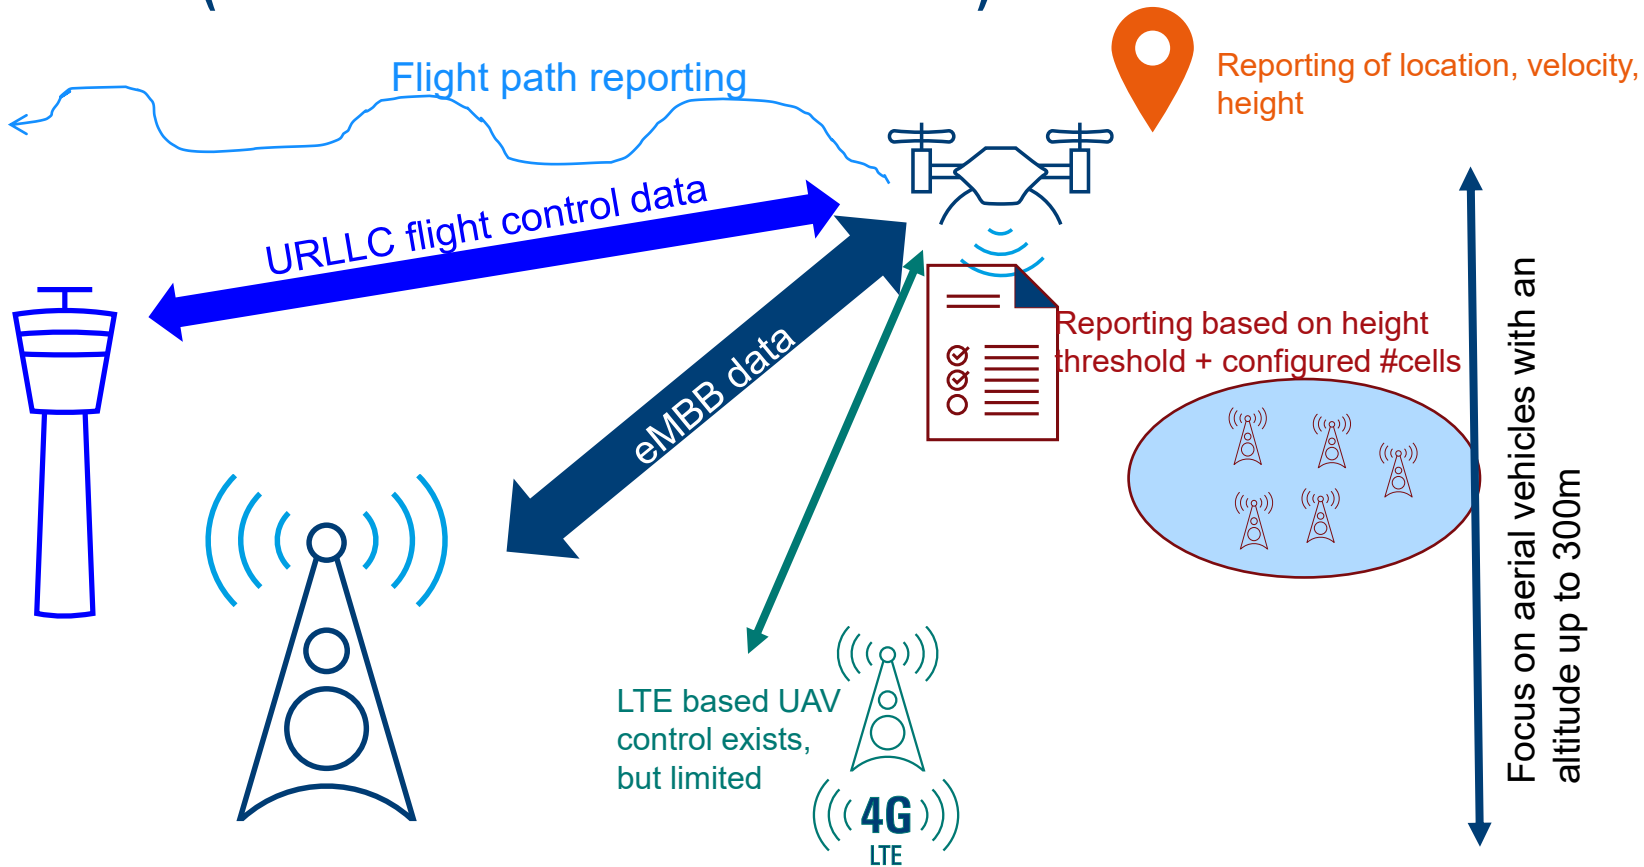 Flight path reporting
Reporting of location, velocity,
height
URLLC flight control data
eMBB data
Reporting based on height
threshold + configured #cells
Focus on aerial vehicles with an
altitude up to 300m
LTE based UAV
control exists,
but limited
4G
LTE